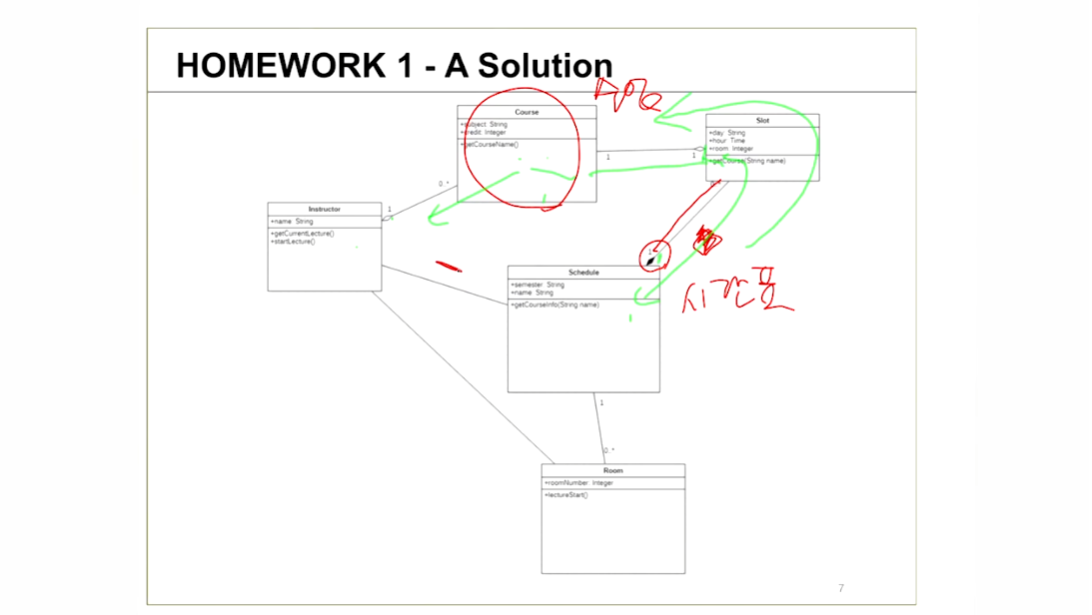 HOMEWORK 1 - A Solution
수업
Course
+subject: String
+credit: Integer
+getCourseName()
Slot
+day: String
+hour: Time
+room: Integer
+getCourse(String name)
1
1
0..*
1
Instructor
+name: String
+getCurrentLecture()
+startLecture()
Schedule
+semester: String
+name: String
+getCourseInfo(String name)
시간표
1
0..*
Room
+roomNumber: Integer
+lectureStart()
7